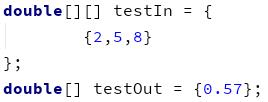 double[][] testIn = {
        {2,5,8}
};
double[] testOut = {0.57};